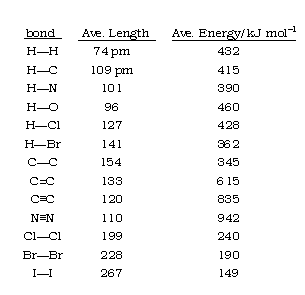 bond Ave. Length Ave. Energy/kJ mol⁻¹
H—H 74 pm 432
H—C 109 pm 415
H—N 101 390
H—O 96 460
H—Cl 127 428
H—Br 141 362
C—C 154 345
C=C 133 615
C≡C 120 835
N≡N 110 942
Cl—Cl 199 240
Br—Br 228 190
I—I 267 149